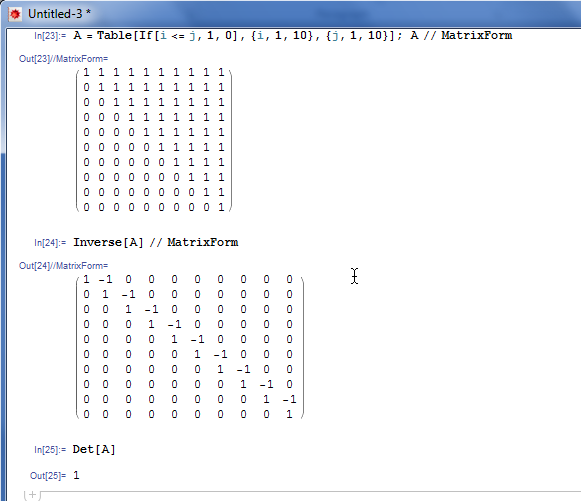 Untitled-3 *
In[23]:= A = Table[If[i <= j, 1, 0], {i, 1, 10}, {j, 1, 10}]; A // MatrixForm
Out[23]//MatrixForm=
1 1 1 1 1 1 1 1 1 1
0 1 1 1 1 1 1 1 1 1
0 0 1 1 1 1 1 1 1 1
0 0 0 1 1 1 1 1 1 1
0 0 0 0 1 1 1 1 1 1
0 0 0 0 0 1 1 1 1 1
0 0 0 0 0 0 1 1 1 1
0 0 0 0 0 0 0 1 1 1
0 0 0 0 0 0 0 0 1 1
0 0 0 0 0 0 0 0 0 1
In[24]:= Inverse[A] // MatrixForm
Out[24]//MatrixForm=
1 -1 0 0 0 0 0 0 0 0
0 1 -1 0 0 0 0 0 0 0
0 0 1 -1 0 0 0 0 0 0
0 0 0 1 -1 0 0 0 0 0
0 0 0 0 1 -1 0 0 0 0
0 0 0 0 0 1 -1 0 0 0
0 0 0 0 0 0 1 -1 0 0
0 0 0 0 0 0 0 1 -1 0
0 0 0 0 0 0 0 0 1 -1
0 0 0 0 0 0 0 0 0 1
In[25]:= Det[A]
Out[25]= 1